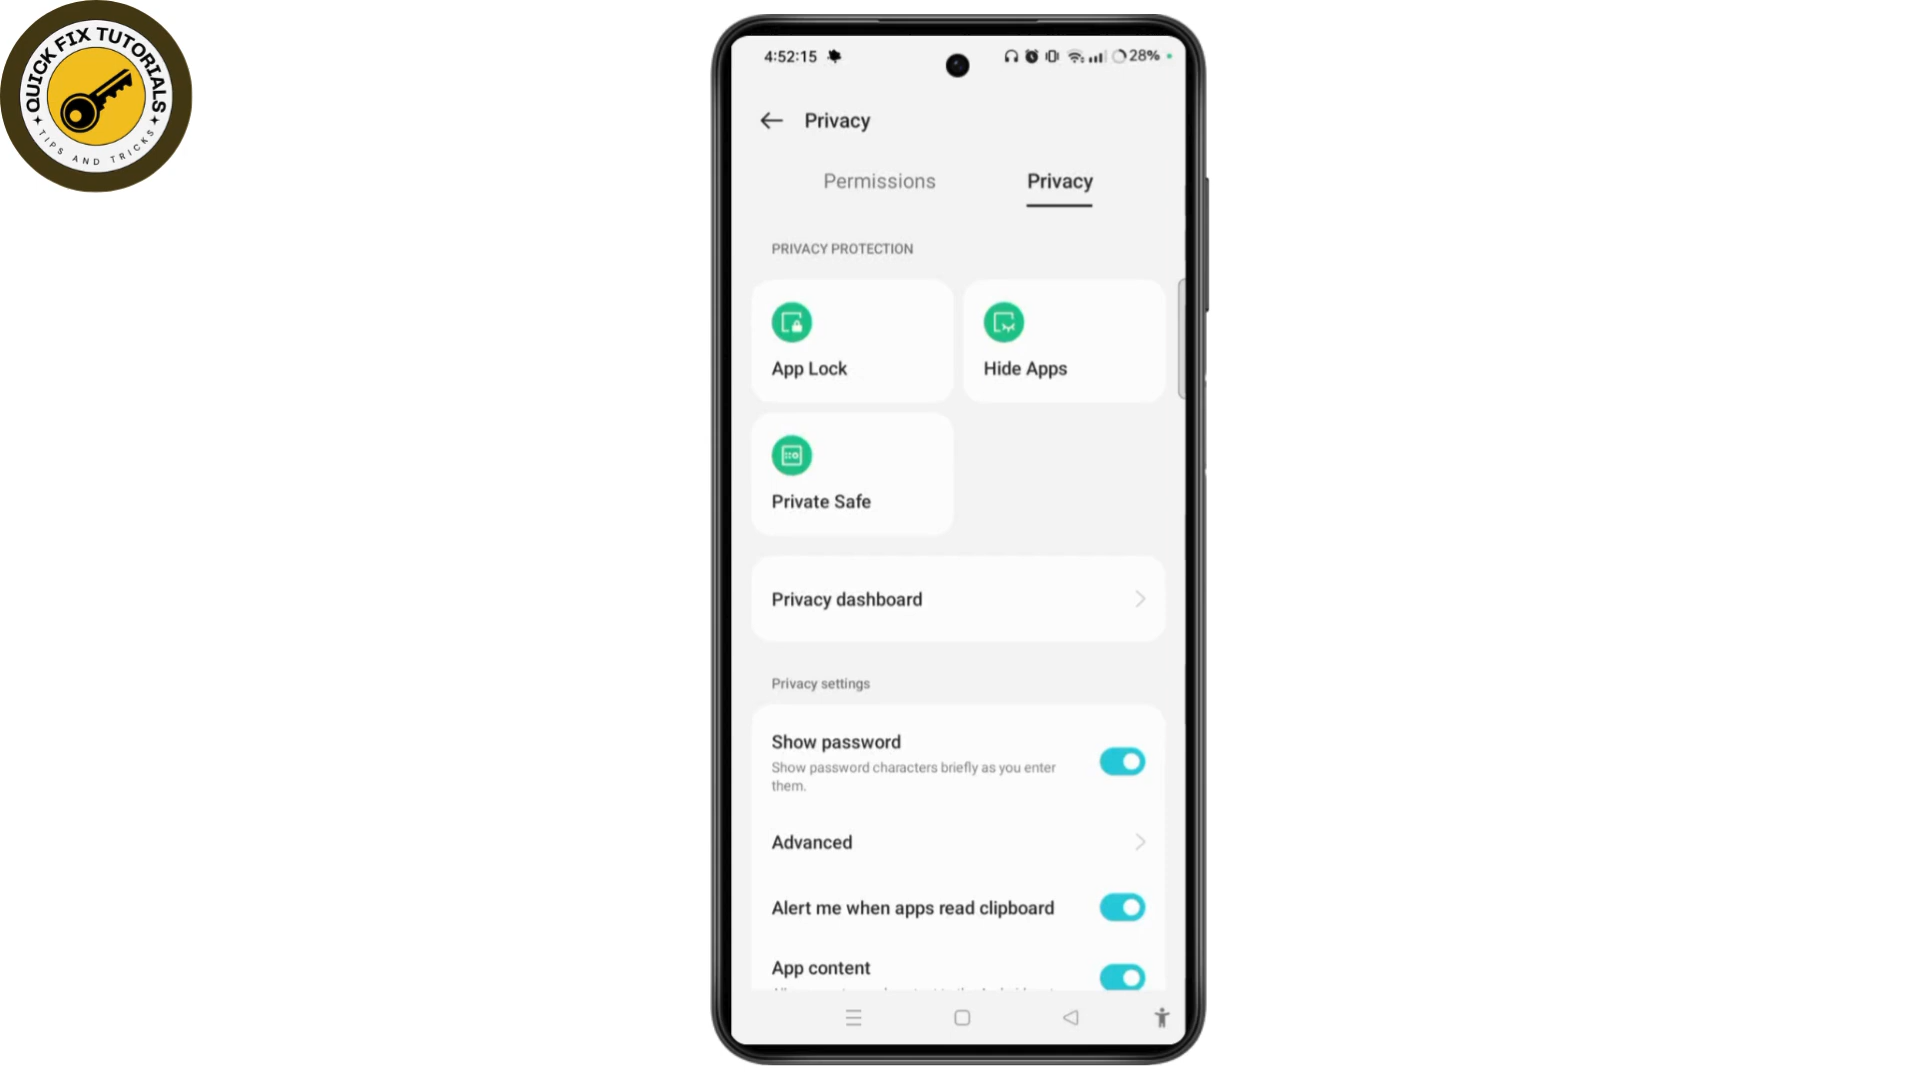 QUICK FIX TUTORIALS
TIPS AND TRICKS
4:52:15
28%
Privacy
Permissions
Privacy
PRIVACY PROTECTION
App Lock
Hide Apps
Private Safe
Privacy dashboard
Privacy settings
Show password
Show password characters briefly as you enter
them.
Advanced
Alert me when apps read clipboard
App content